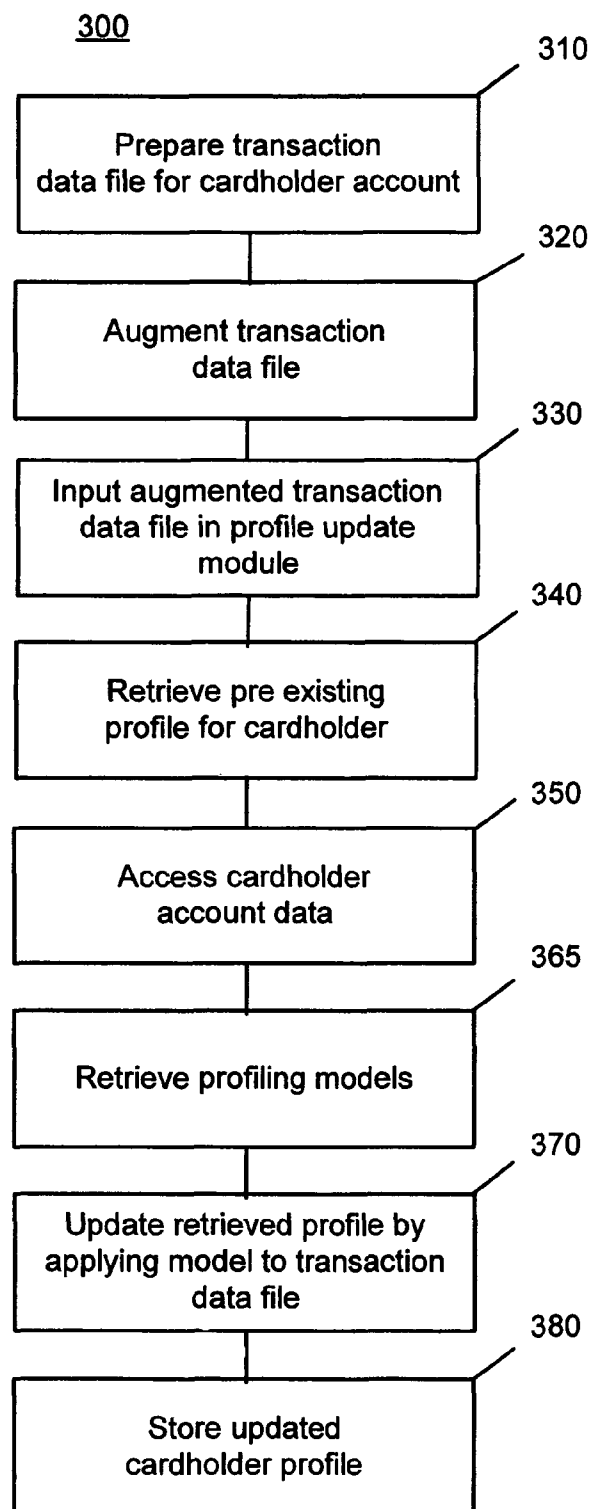 300
310
Prepare transaction
data file for cardholder account
320
Augment transaction
data file
330
Input augmented transaction
data file in profile update
module
340
Retrieve pre existing
profile for cardholder
350
Access cardholder
account data
365
Retrieve profiling models
370
Update retrieved profile by
applying model to transaction
data file
380
Store updated
cardholder profile